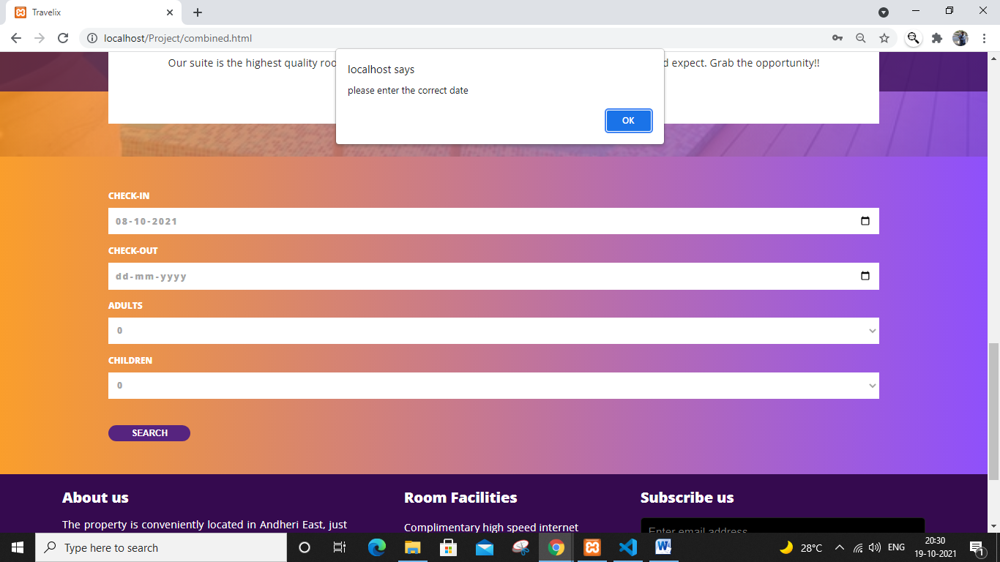 Travelix
localhost/Project/combined.html
Our suite is the highest quality roo
d expect. Grab the opportunity!!
localhost says
please enter the correct date
OK
CHECK-IN
08-10-2021
CHECK-OUT
dd-mm-yyyy
ADULTS
0
CHILDREN
0
SEARCH
About us
The property is conveniently located in Andheri East, just
Room Facilities
Complimentary high speed internet
Subscribe us
Enter email address
Type here to search
28°C
ENG
20:30
19-10-2021
1